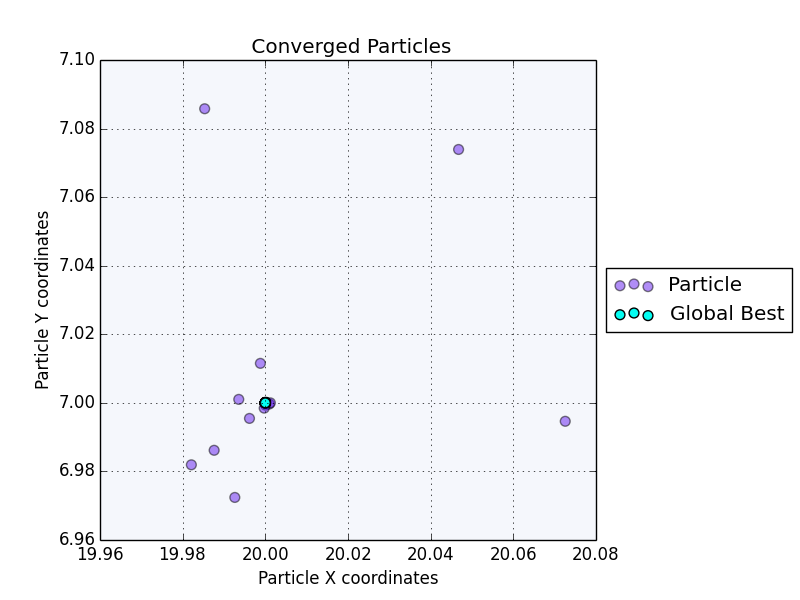 Converged Particles
7.10
7.08
7.06
7.04
7.02
7.00
6.98
6.96
Particle Y coordinates
19.96 19.98 20.00 20.02 20.04 20.06 20.08
Particle X coordinates
Particle
Global Best